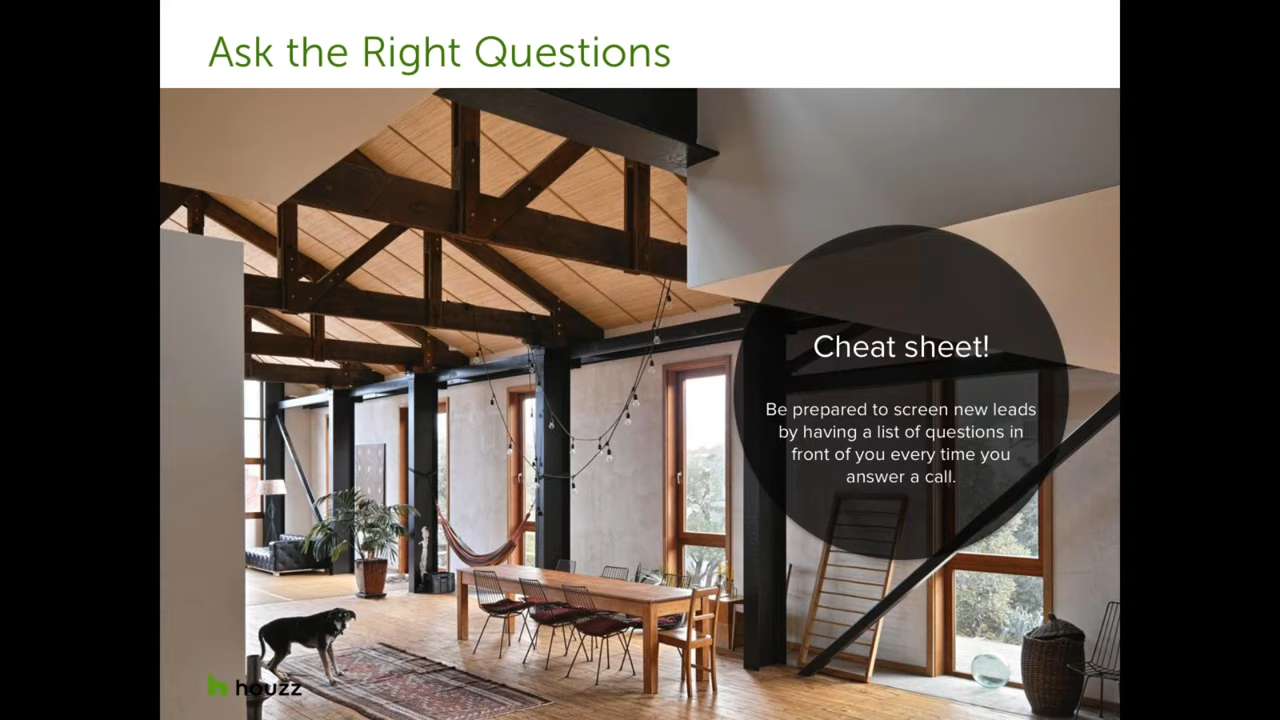 Ask the Right Questions
Cheat sheet!
Be prepared to screen new leads
by having a list of questions in
front of you every time you
answer a call.
houzz